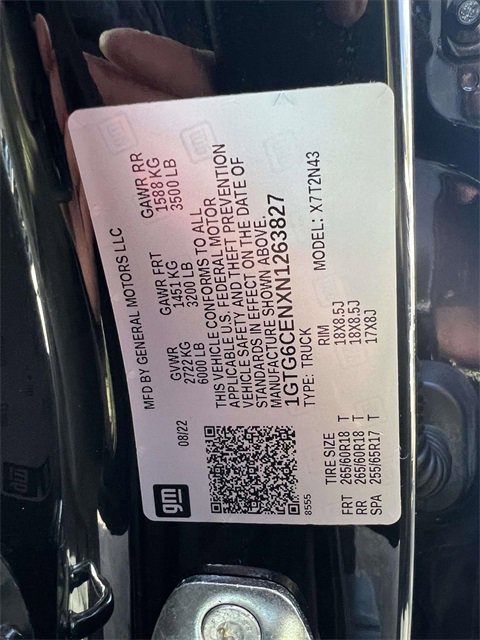 gm
MFD BY GENERAL MOTORS LLC
08/22
GVWR GAWR FRT GAWR RR
2722 KG 1451 KG 1588 KG
6000 LB 3200 LB 3500 LB
THIS VEHICLE CONFORMS TO ALL
APPLICABLE U.S. FEDERAL MOTOR
VEHICLE SAFETY AND THEFT PREVENTION
STANDARDS IN EFFECT ON THE DATE OF
MANUFACTURE SHOWN ABOVE.
1GTG6CENXN1263827
8555
TYPE: TRUCK MODEL: X7T2N43
TIRE SIZE RIM
FRT 265/60R18 T 18X8.5J
RR 265/60R18 T 18X8.5J
SPA 255/65R17 T 17X8J